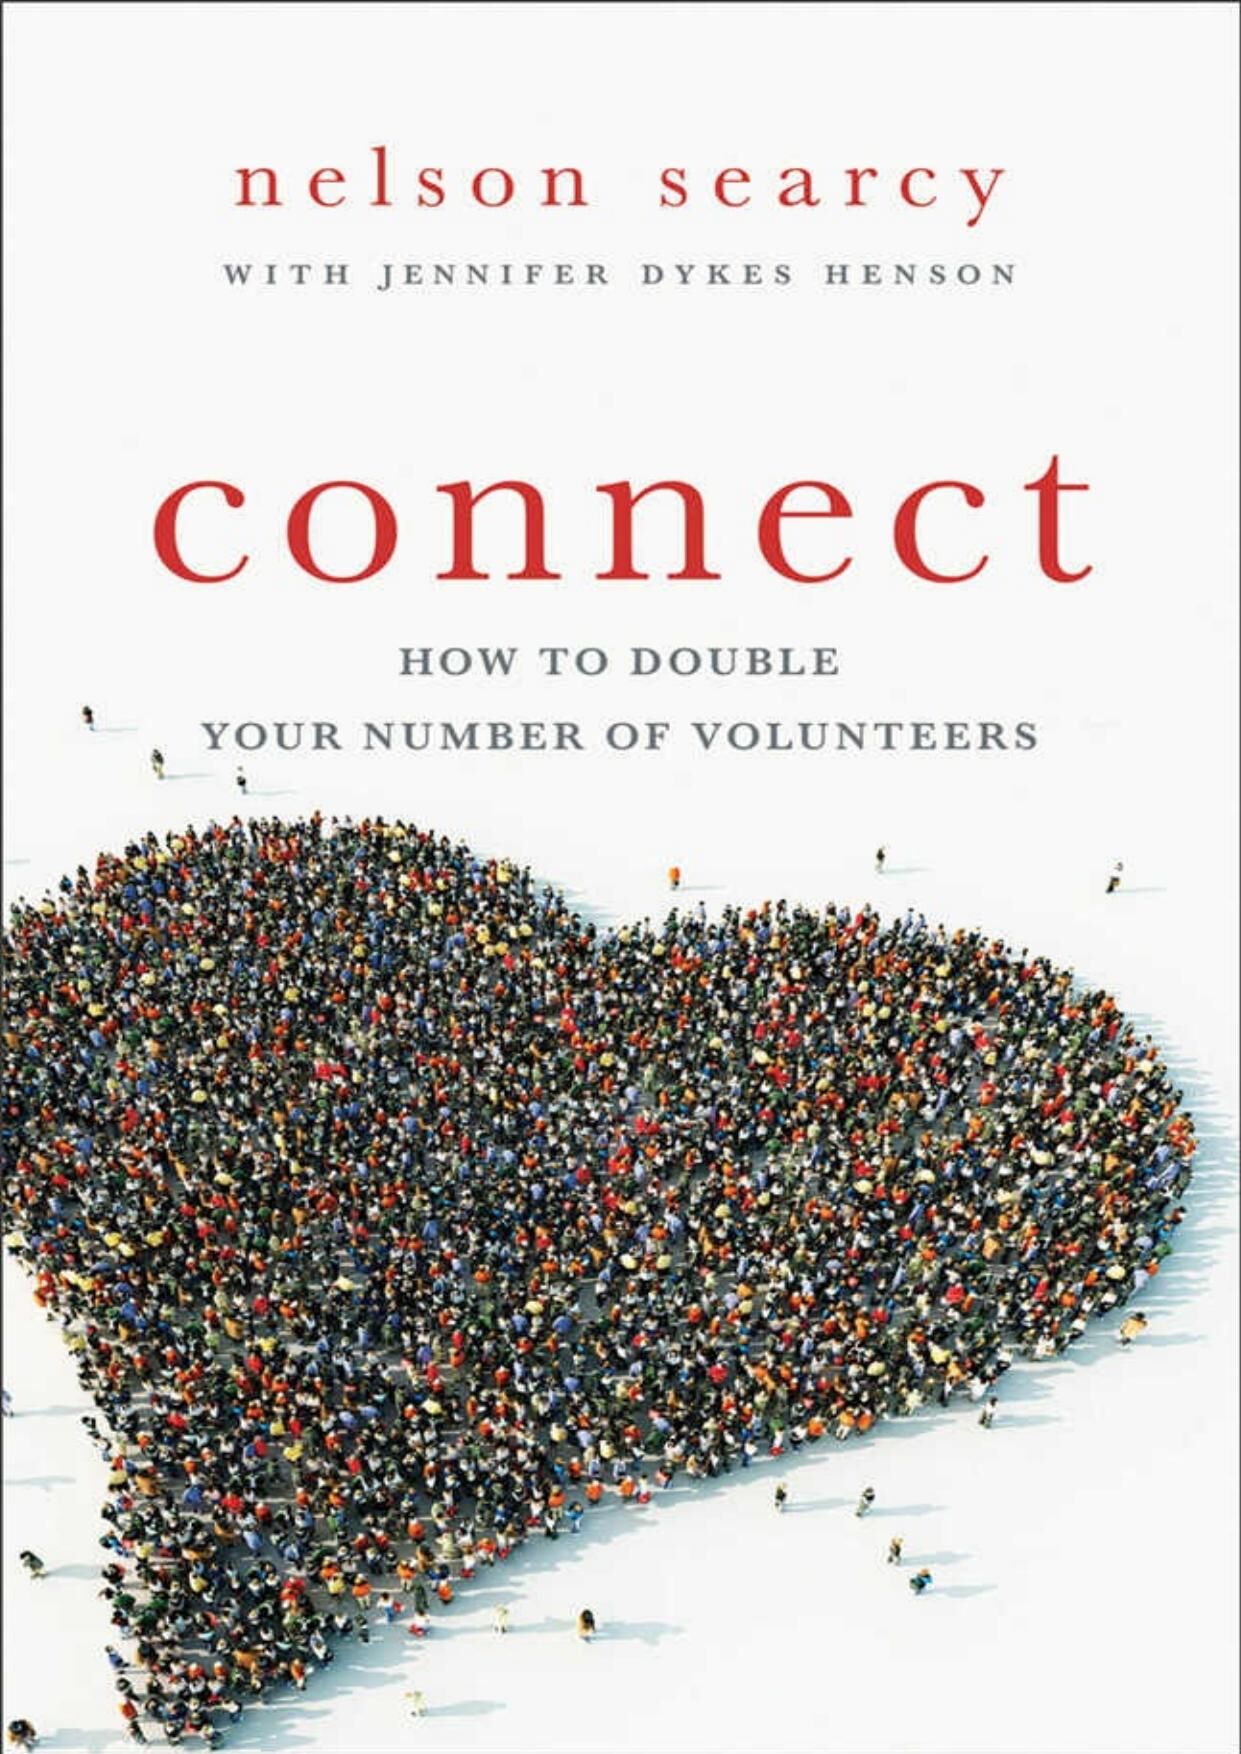 nelson searcy
WITH JENNIFER DYKES HENSON
connect
HOW TO DOUBLE
YOUR NUMBER OF VOLUNTEERS